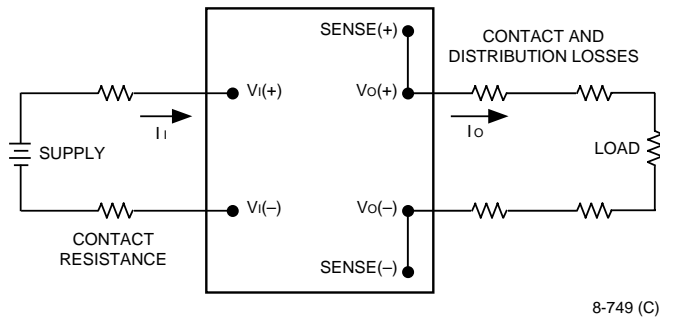 SENSE(+)
CONTACT AND
DISTRIBUTION LOSSES
VI(+)
VO(+)
II
IO
SUPPLY
LOAD
VI(–)
VO(–)
CONTACT
RESISTANCE
SENSE(–)
8-749 (C)